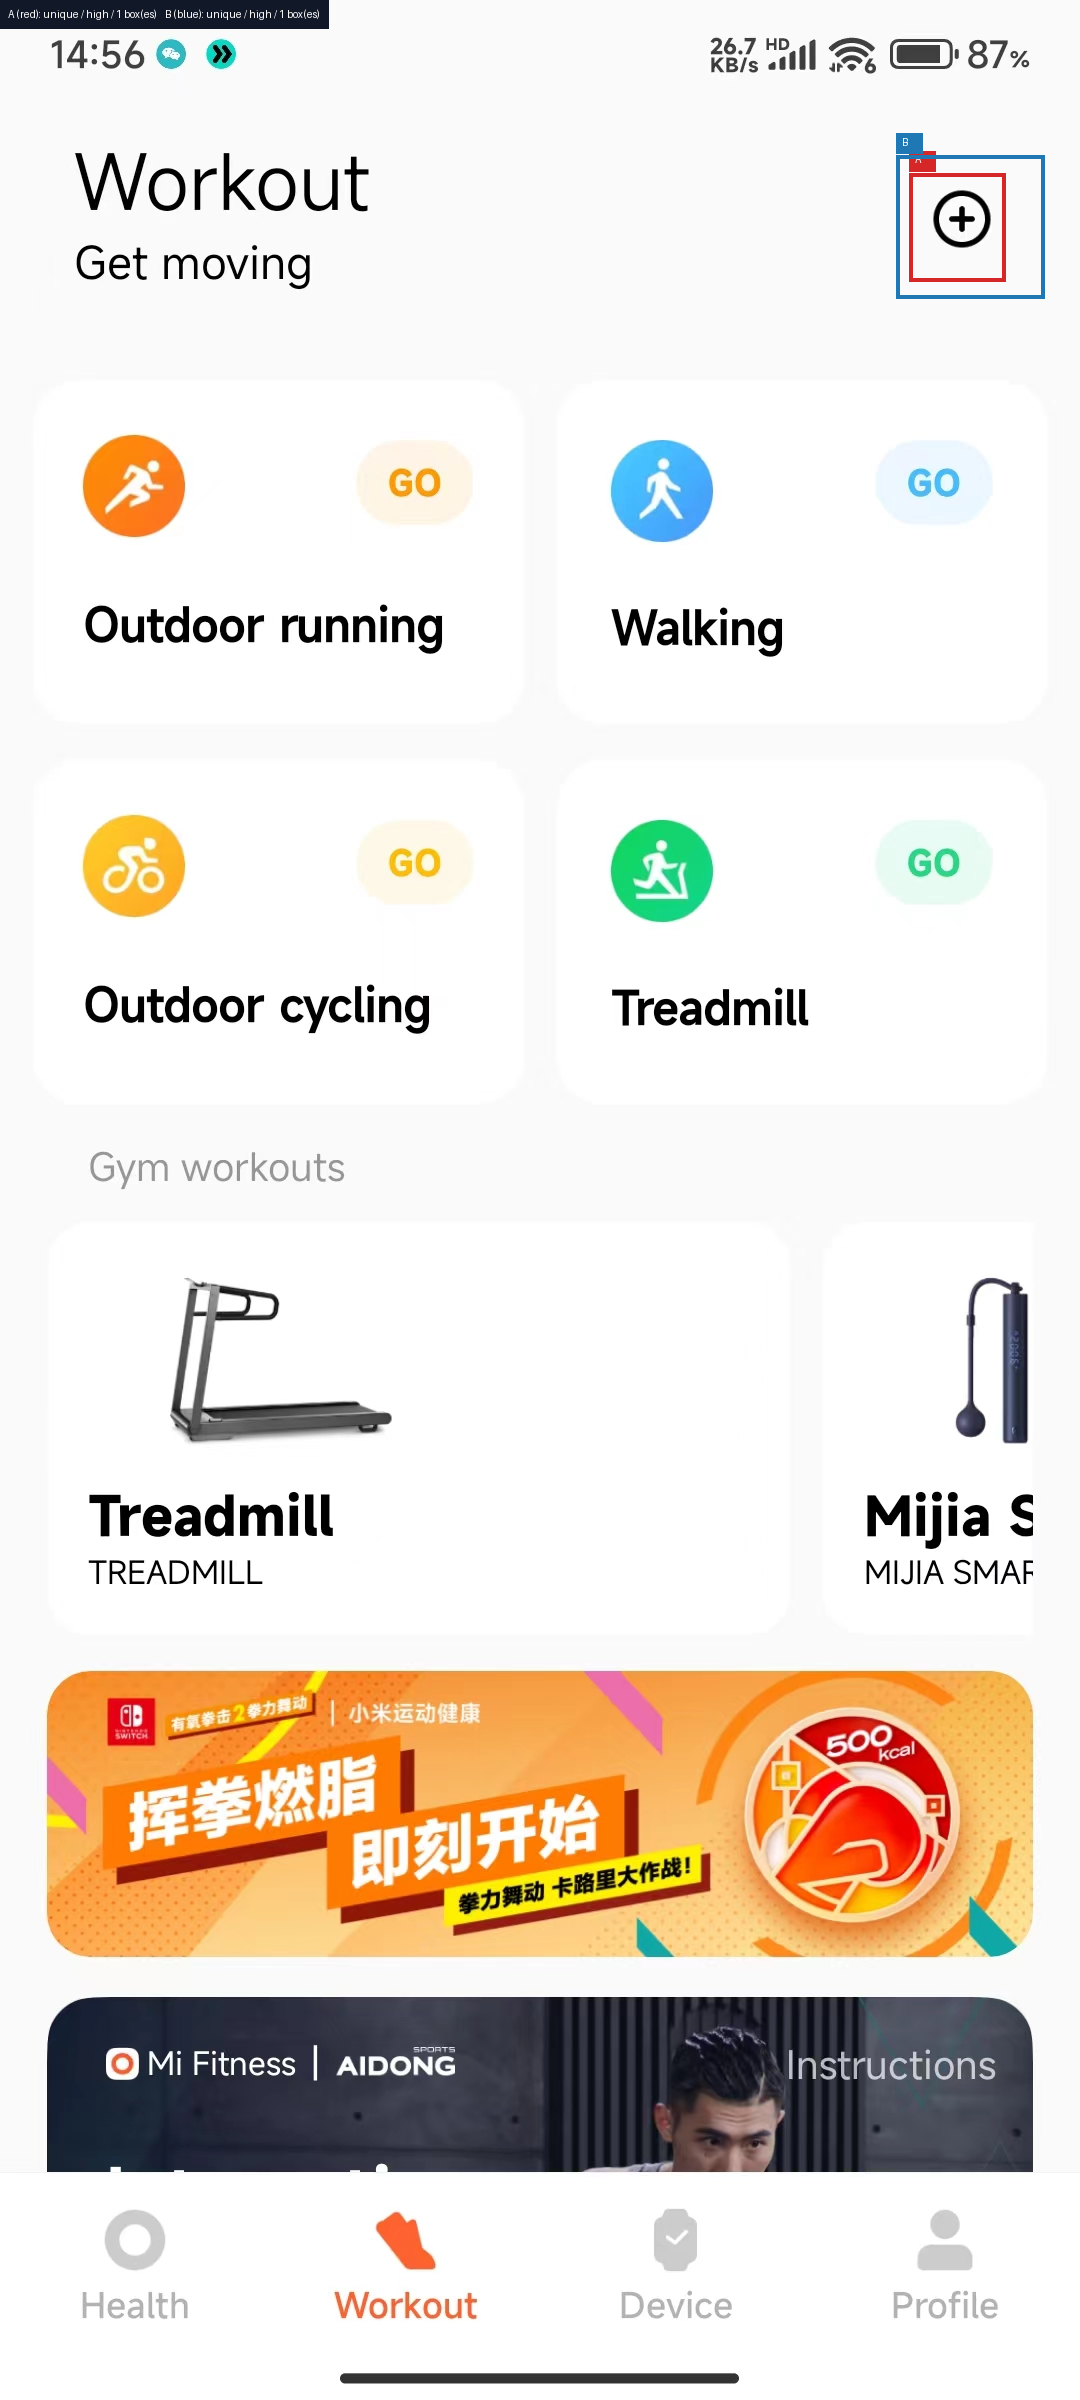 A (red): unique / high / 1 box(es) B (blue): unique / high / 1 box(es)
14:56
26.7 KB/s HD 6 87%
B
A
Workout
Get moving
GO
GO
Outdoor running
Walking
GO
GO
Outdoor cycling
Treadmill
Gym workouts
Treadmill
TREADMILL
Mijia S
MIJIA SMAR
NINTENDO SWITCH
有氧拳击2拳力舞动
小米运动健康
500 kcal
挥拳燃脂
即刻开始
拳力舞动 卡路里大作战!
Mi Fitness
SPORTS
AIDONG
Instructions
Health
Workout
Device
Profile